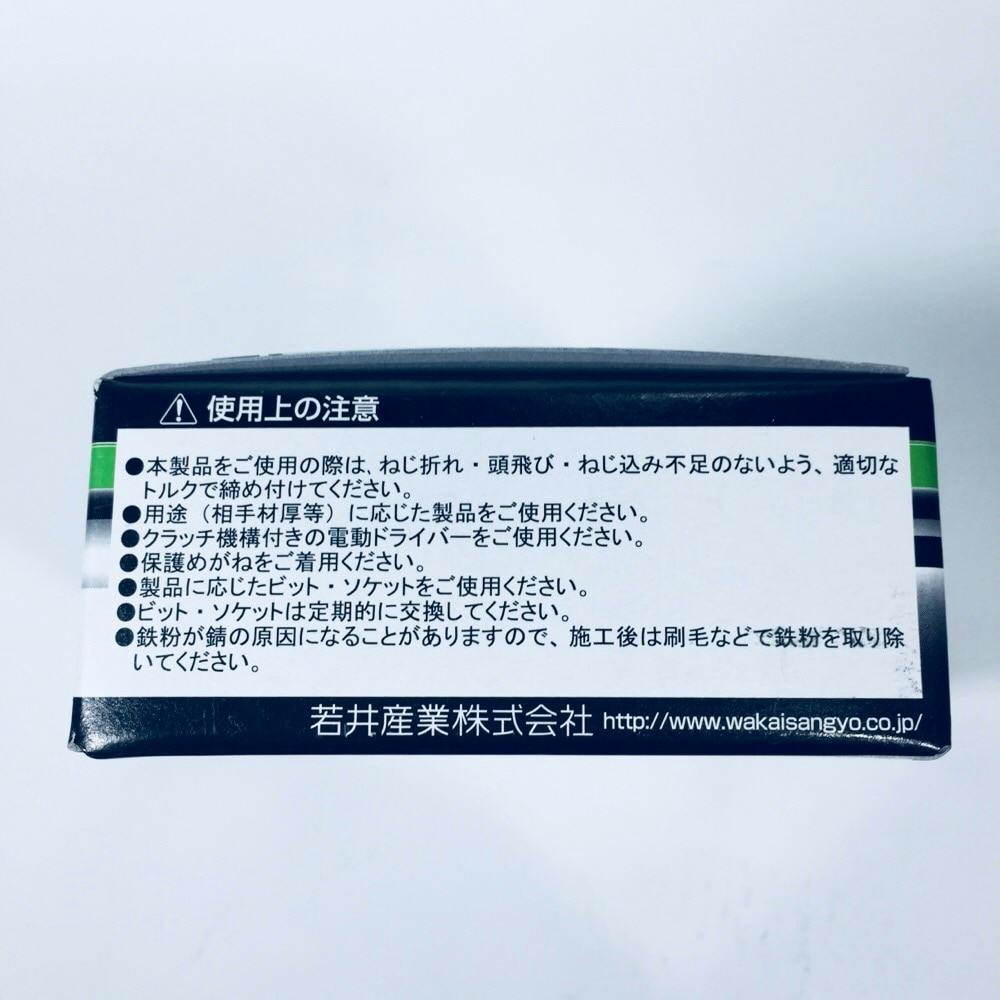 使用上の注意
●本製品をご使用の際は、ねじ折れ・頭飛び・ねじ込み不足のないよう、適切な
トルクで締め付けてください。
●用途（相手材厚等）に応じた製品をご使用ください。
●クラッチ機構付きの電動ドライバーをご使用ください。
●保護めがねをご着用ください。
●製品に応じたビット・ソケットをご使用ください。
●ビット・ソケットは定期的に交換してください。
●鉄粉が錆の原因になることがありますので、施工後は刷毛などで鉄粉を取り除
いてください。
若井産業株式会社 http://www.wakaisangyo.co.jp/